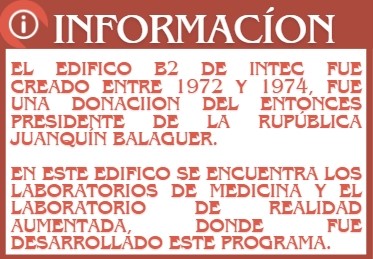 INFORMACÍON
EL EDIFICO B2 DE INTEC FUE
CREADO ENTRE 1972 Y 1974, FUE
UNA DONACIION DEL ENTONCES
PRESIDENTE DE LA RUPÚBLICA
JUANQUÍN BALAGUER.
EN ESTE EDIFICO SE ENCUENTRA LOS
LABORATORIOS DE MEDICINA Y EL
LABORATORIO DE REALIDAD
AUMENTADA, DONDE FUE
DESARROLLADO ESTE PROGRAMA.